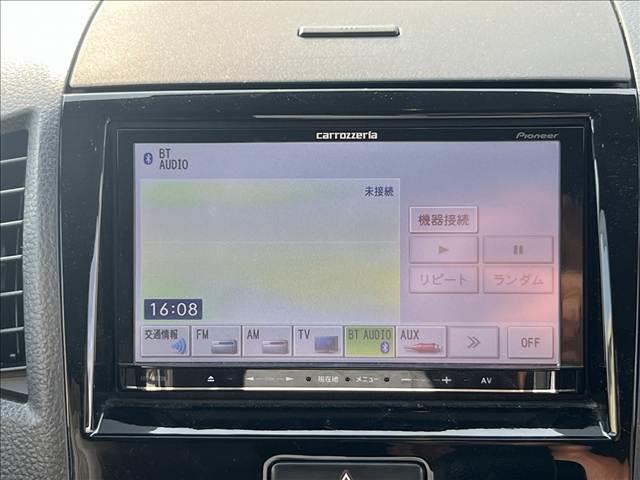 carrozzeria
Pioneer
BT
AUDIO
未接続
機器接続
▶ ❚❚
リピート ランダム
16:08
交通情報 FM AM TV BT AUDIO AUX ≫ OFF
現在地 メニュー − + AV